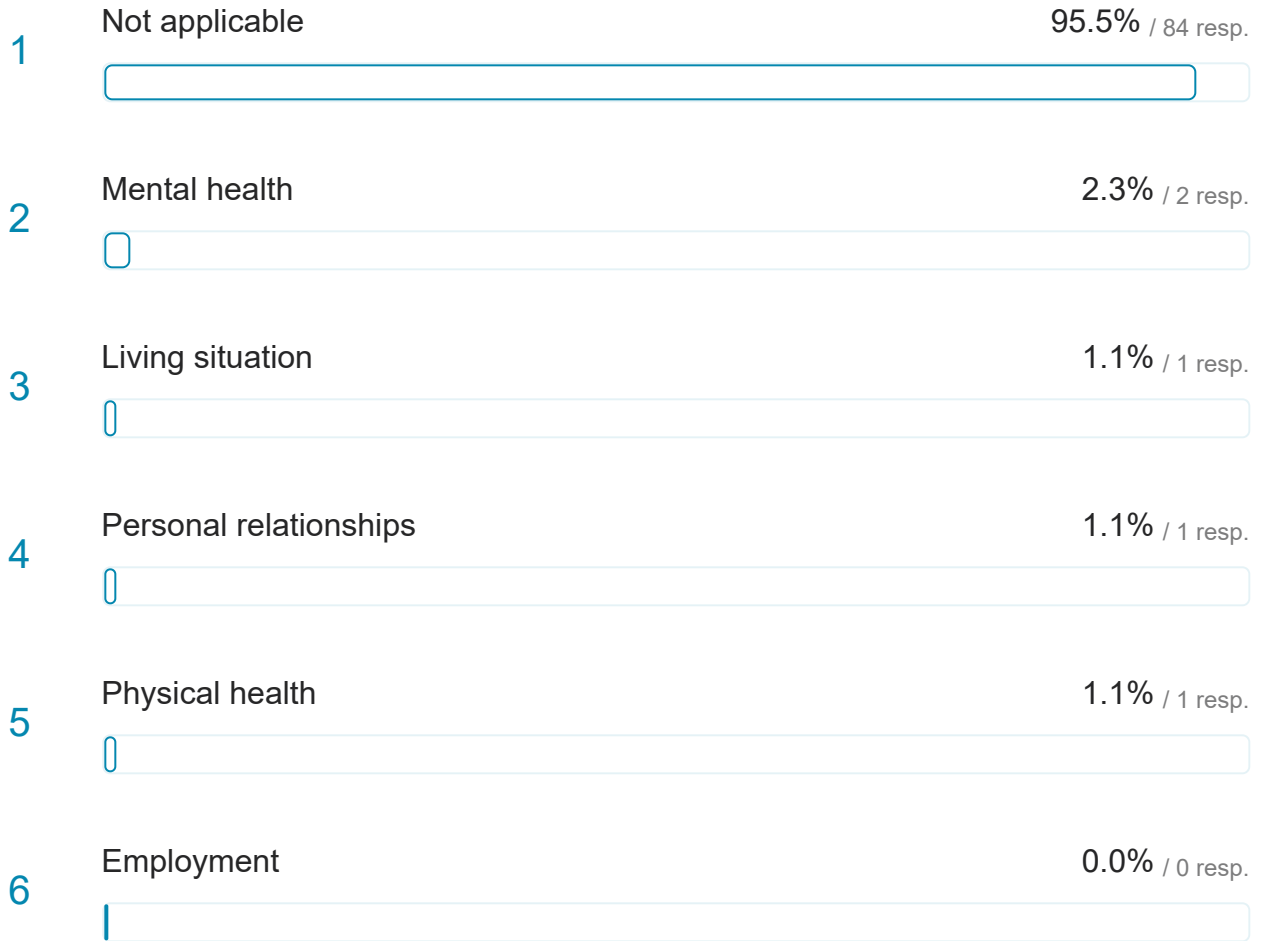 1 Not applicable 95.5% / 84 resp.
2 Mental health 2.3% / 2 resp.
3 Living situation 1.1% / 1 resp.
4 Personal relationships 1.1% / 1 resp.
5 Physical health 1.1% / 1 resp.
6 Employment 0.0% / 0 resp.